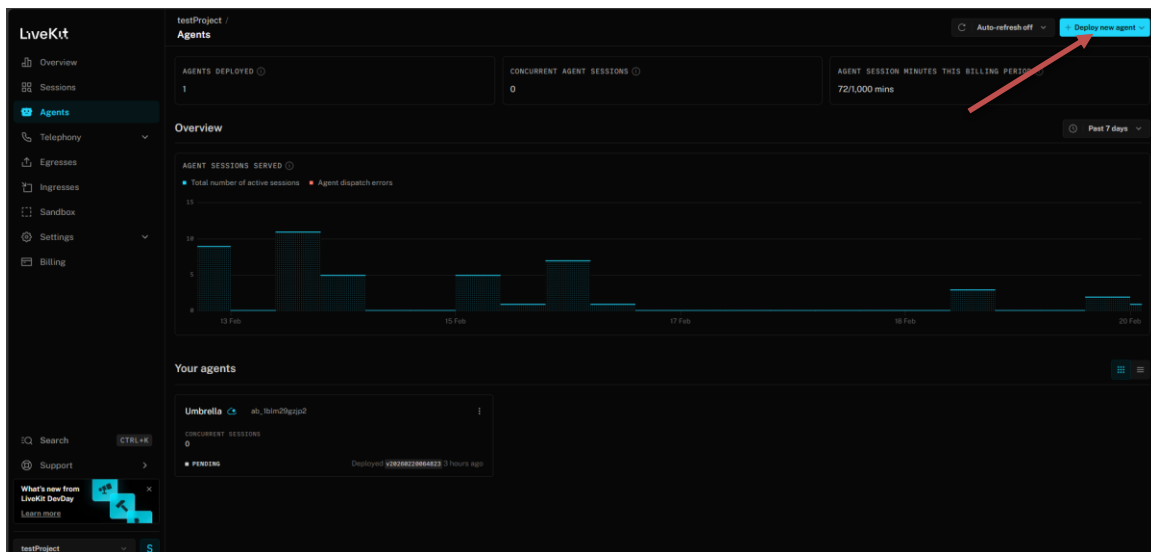 LiveKit
testProject /
Agents
Auto-refresh off
+ Deploy new agent
Overview
Sessions
Agents
Telephony
Egresses
Ingresses
Sandbox
Settings
Billing
AGENTS DEPLOYED
1
CONCURRENT AGENT SESSIONS
0
AGENT SESSION MINUTES THIS BILLING PERIOD
72/1,000 mins
Overview
Past 7 days
AGENT SESSIONS SERVED
Total number of active sessions
Agent dispatch errors
15
10
5
0
13 Feb
15 Feb
17 Feb
18 Feb
20 Feb
Your agents
Umbrella
CONCURRENT SESSIONS
0
PENDING
Deployed
3 hours ago
Search
CTRL+K
Support
What's new from
LiveKit DevDay
Learn more
testProject
S